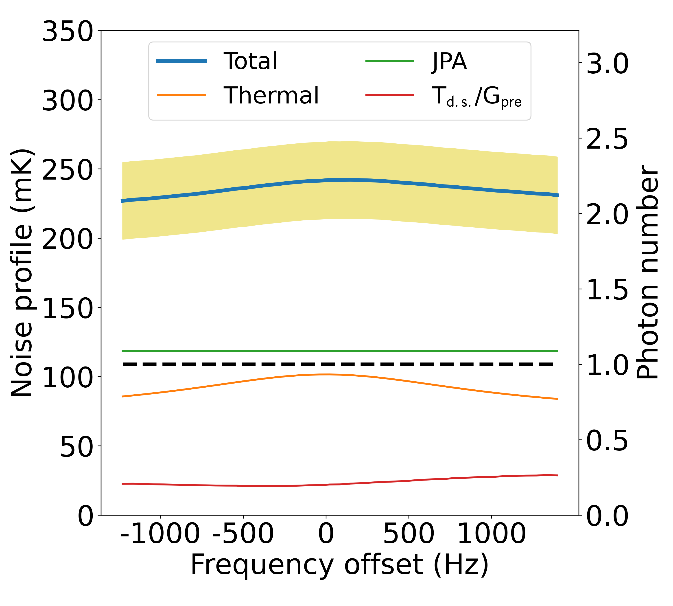 350
300
250
200
150
100
50
0
Noise profile (mK)
Total
Thermal
JPA
T_d.s./G_pre
3.0
2.5
2.0
1.5
1.0
0.5
0.0
Photon number
-1000 -500 0 500 1000
Frequency offset (Hz)